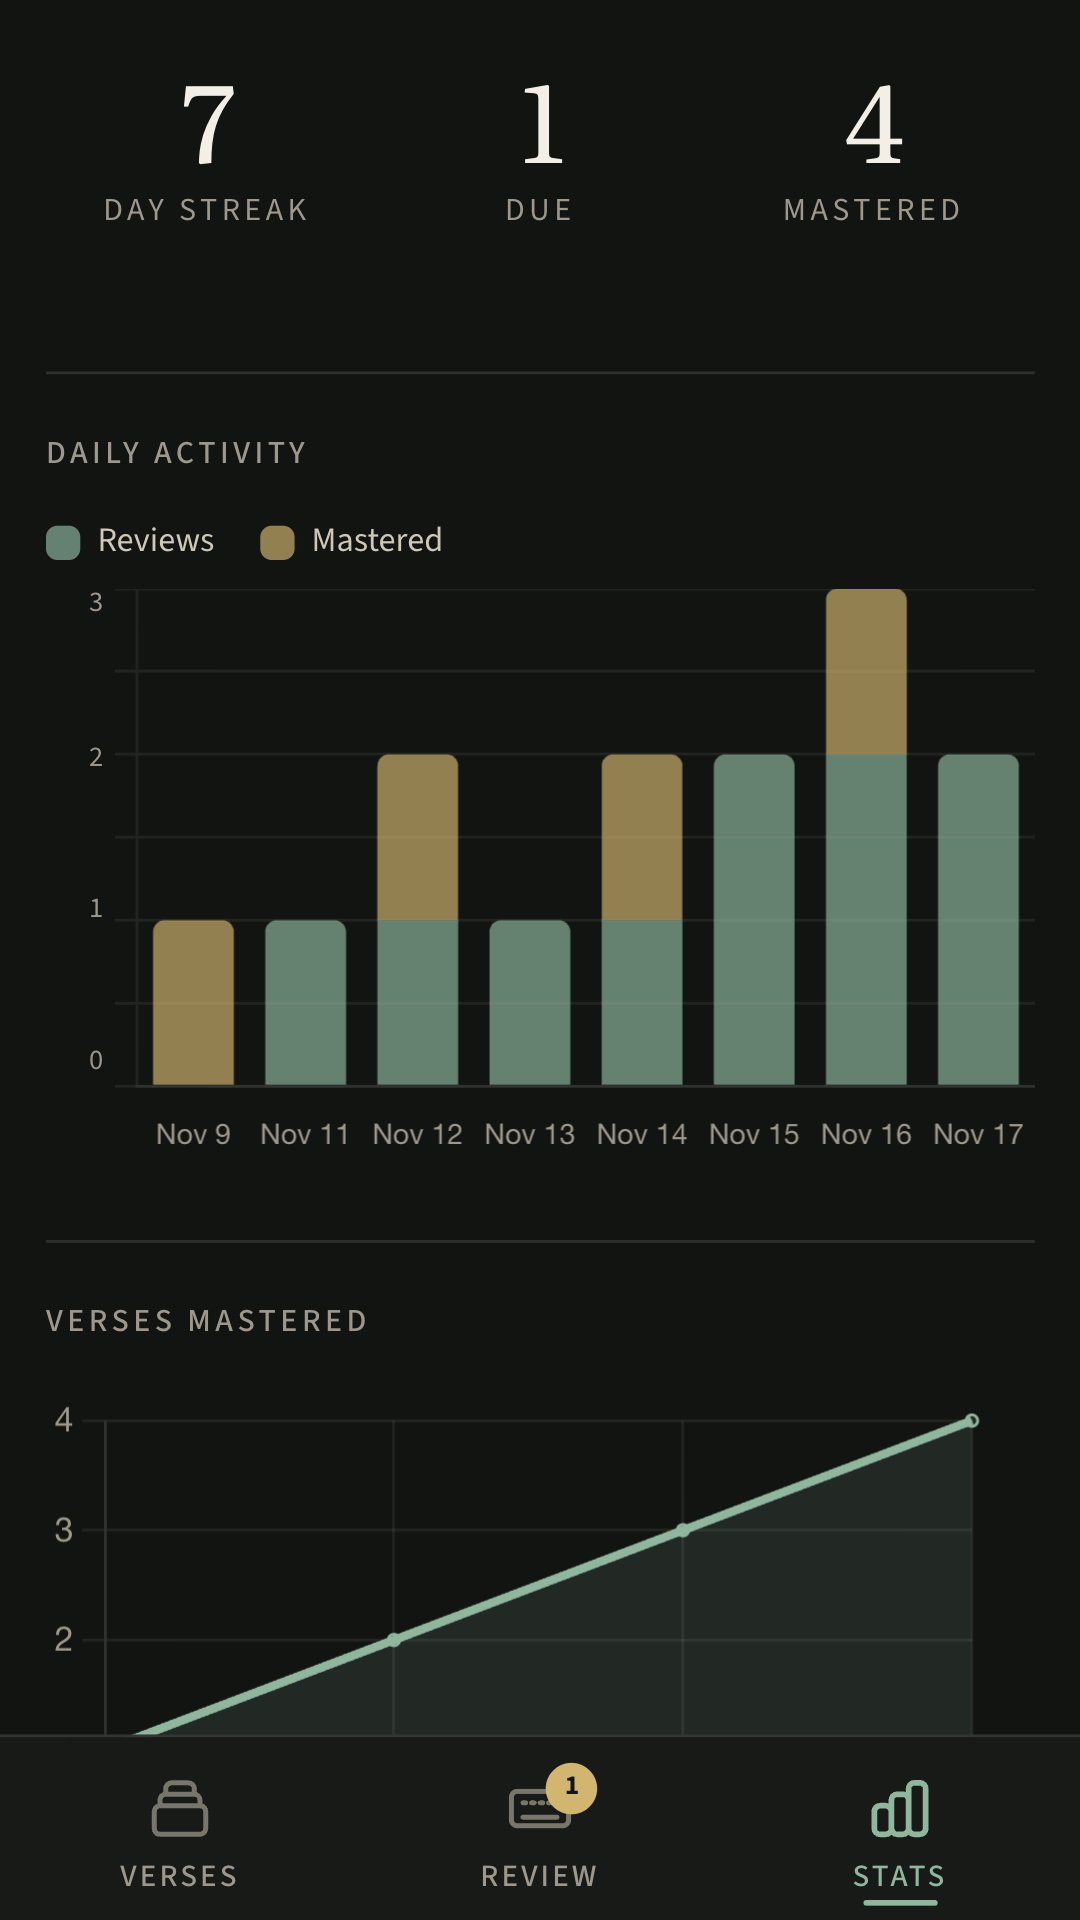 7 1 4
DAY STREAK DUE MASTERED
DAILY ACTIVITY
Reviews Mastered
3
2
1
0
Nov 9 Nov 11 Nov 12 Nov 13 Nov 14 Nov 15 Nov 16 Nov 17
VERSES MASTERED
4
3
2
1
VERSES REVIEW STATS